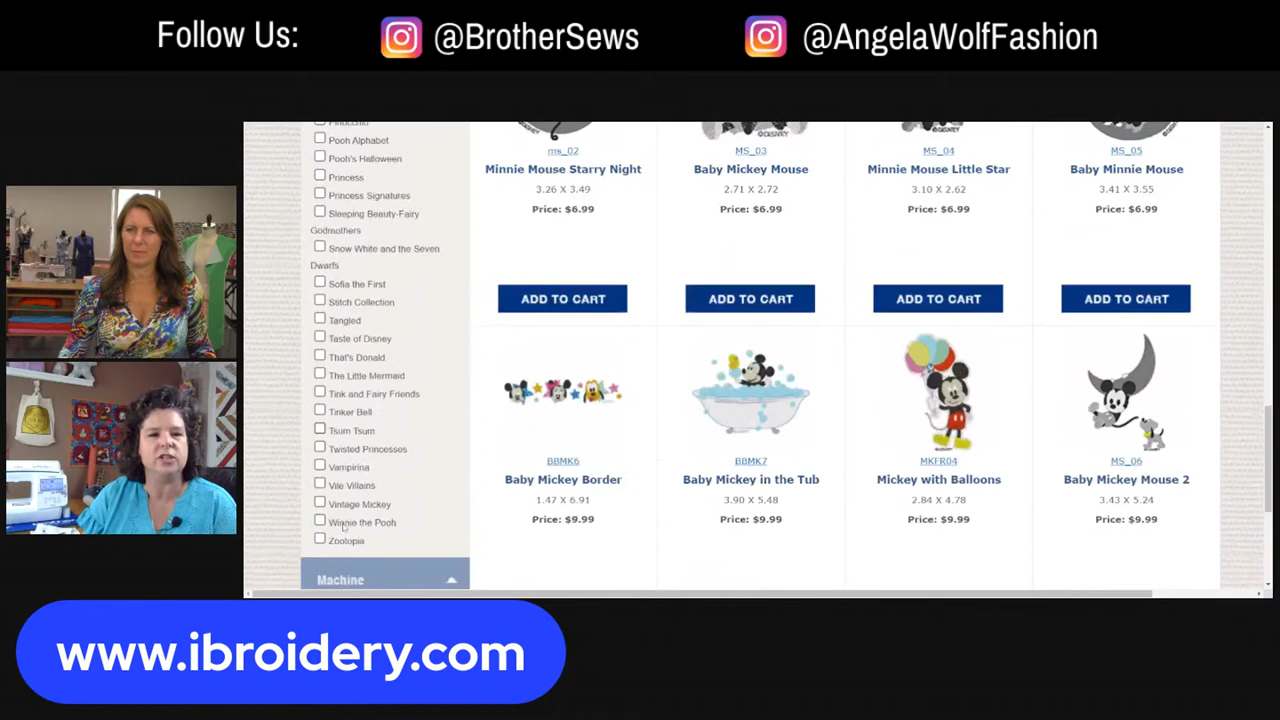 Follow Us: @BrotherSews @AngelaWolfFashion
Pooh Alphabet
Pooh's Halloween
Princess
Princess Signatures
Sleeping Beauty-Fairy
Godmothers
Snow White and the Seven
Dwarfs
Sofia the First
Stitch Collection
Tangled
Taste of Disney
That's Donald
The Little Mermaid
Tink and Fairy Friends
Tinker Bell
Tsum Tsum
Twisted Princesses
Vampirina
Vile Villains
Vintage Mickey
Winnie the Pooh
Zootopia
Machine
©DISNEY ©DISNEY ©DISNEY ©DISNEY
ms_02 MS_03 MS_04 MS_05
Minnie Mouse Starry Night Baby Mickey Mouse Minnie Mouse Little Star Baby Minnie Mouse
3.26 X 3.49 2.71 X 2.72 3.10 X 2.62 3.41 X 3.55
Price: $6.99 Price: $6.99 Price: $6.99 Price: $6.99
ADD TO CART ADD TO CART ADD TO CART ADD TO CART
BBMK6 BBMK7 MKFR04 MS_06
Baby Mickey Border Baby Mickey in the Tub Mickey with Balloons Baby Mickey Mouse 2
1.47 X 6.91 3.90 X 5.48 2.84 X 4.78 3.43 X 5.24
Price: $9.99 Price: $9.99 Price: $9.99 Price: $9.99
www.ibroidery.com